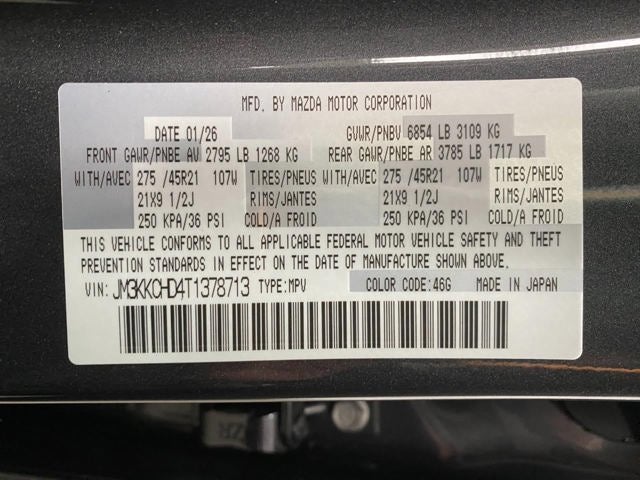 MFD. BY MAZDA MOTOR CORPORATION
DATE 01/26 GVWR/PNBV 6854 LB 3109 KG
FRONT GAWR/PNBE AV 2795 LB 1268 KG REAR GAWR/PNBE AR 3785 LB 1717 KG
WITH/AVEC 275 /45R21 107W TIRES/PNEUS WITH/AVEC 275 /45R21 107W TIRES/PNEUS
21X9 1/2J RIMS/JANTES 21X9 1/2J RIMS/JANTES
250 KPA/36 PSI COLD/A FROID 250 KPA/36 PSI COLD/A FROID
THIS VEHICLE CONFORMS TO ALL APPLICABLE FEDERAL MOTOR VEHICLE SAFETY AND THEFT
PREVENTION STANDARDS IN EFFECT ON THE DATE OF MANUFACTURE SHOWN ABOVE.
VIN: JM3KKCHD4T1378713 TYPE:MPV COLOR CODE:46G MADE IN JAPAN